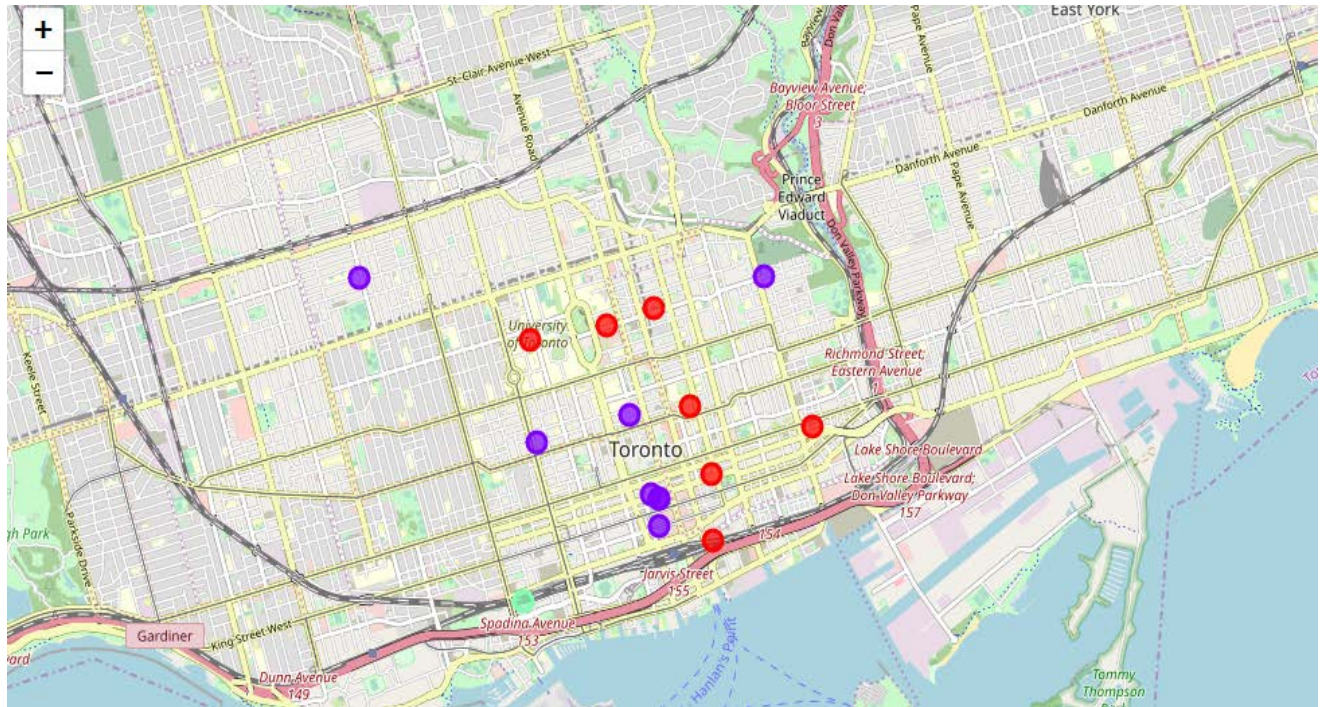 +
−
East York
Bayview
Don
Pape Avenue
St. Clair Avenue West
Avenue Road
Bayview Avenue;
Bloor Street
3
Danforth Avenue
Danforth Avenue
Pape Avenue
Prince
Edward
Viaduct
Don Valley Parkway
University
of Toronto
Keele Street
Richmond Street;
Eastern Avenue
1
Toronto
Lake Shore Boulevard
Lake Shore Boulevard;
Don Valley Parkway
157
gh Park
Parkside Drive
154
Jarvis Street
155
Spadina Avenue
153
King Street West
Gardiner
Dunn Avenue
149
Hanlan's Point
Tommy
Thompson